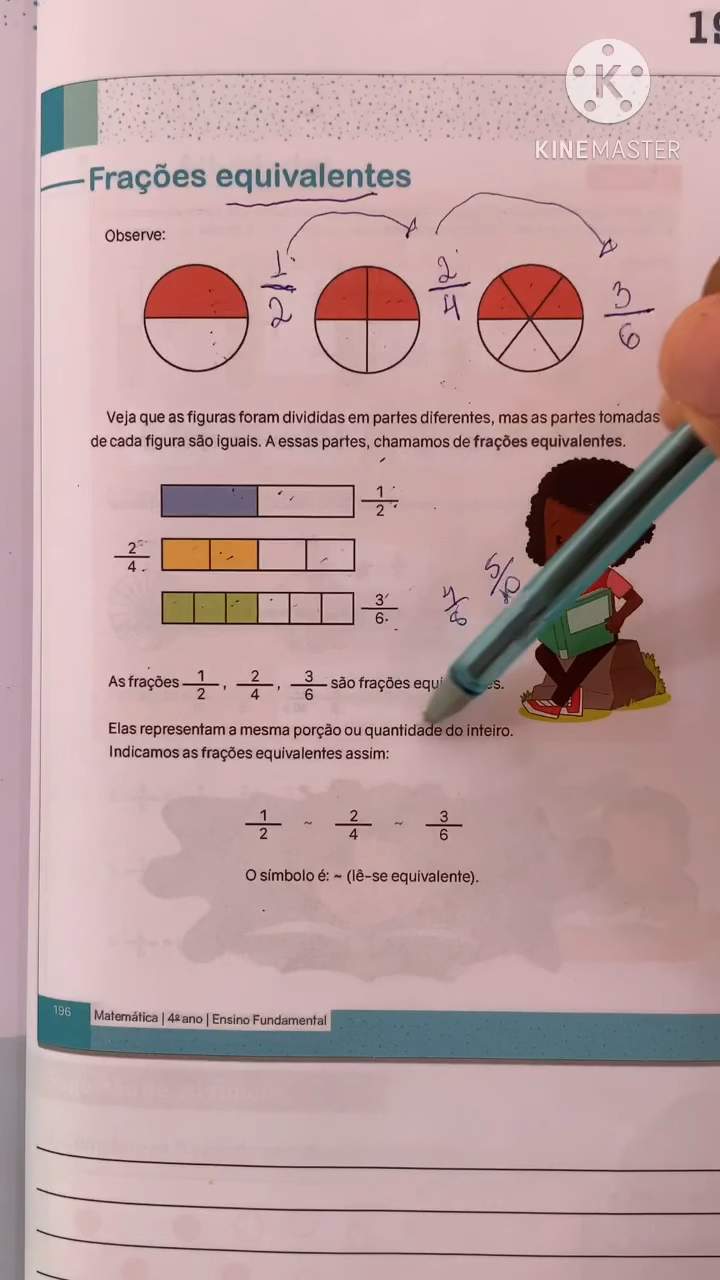 19
K
KINEMASTER
Frações equivalentes
Observe:
1/2
2/4
3/6
Veja que as figuras foram divididas em partes diferentes, mas as partes tomadas
de cada figura são iguais. A essas partes, chamamos de frações equivalentes.
1/2
2/4
3/6
4/8
5/10
As frações 1/2, 2/4, 3/6 são frações
Elas representam a mesma porção ou quantidade do inteiro.
Indicamos as frações equivalentes assim:
1/2 ~ 2/4 ~ 3/6
O símbolo é: ~ (lê-se equivalente).
196 Matemática | 4º ano | Ensino Fundamental